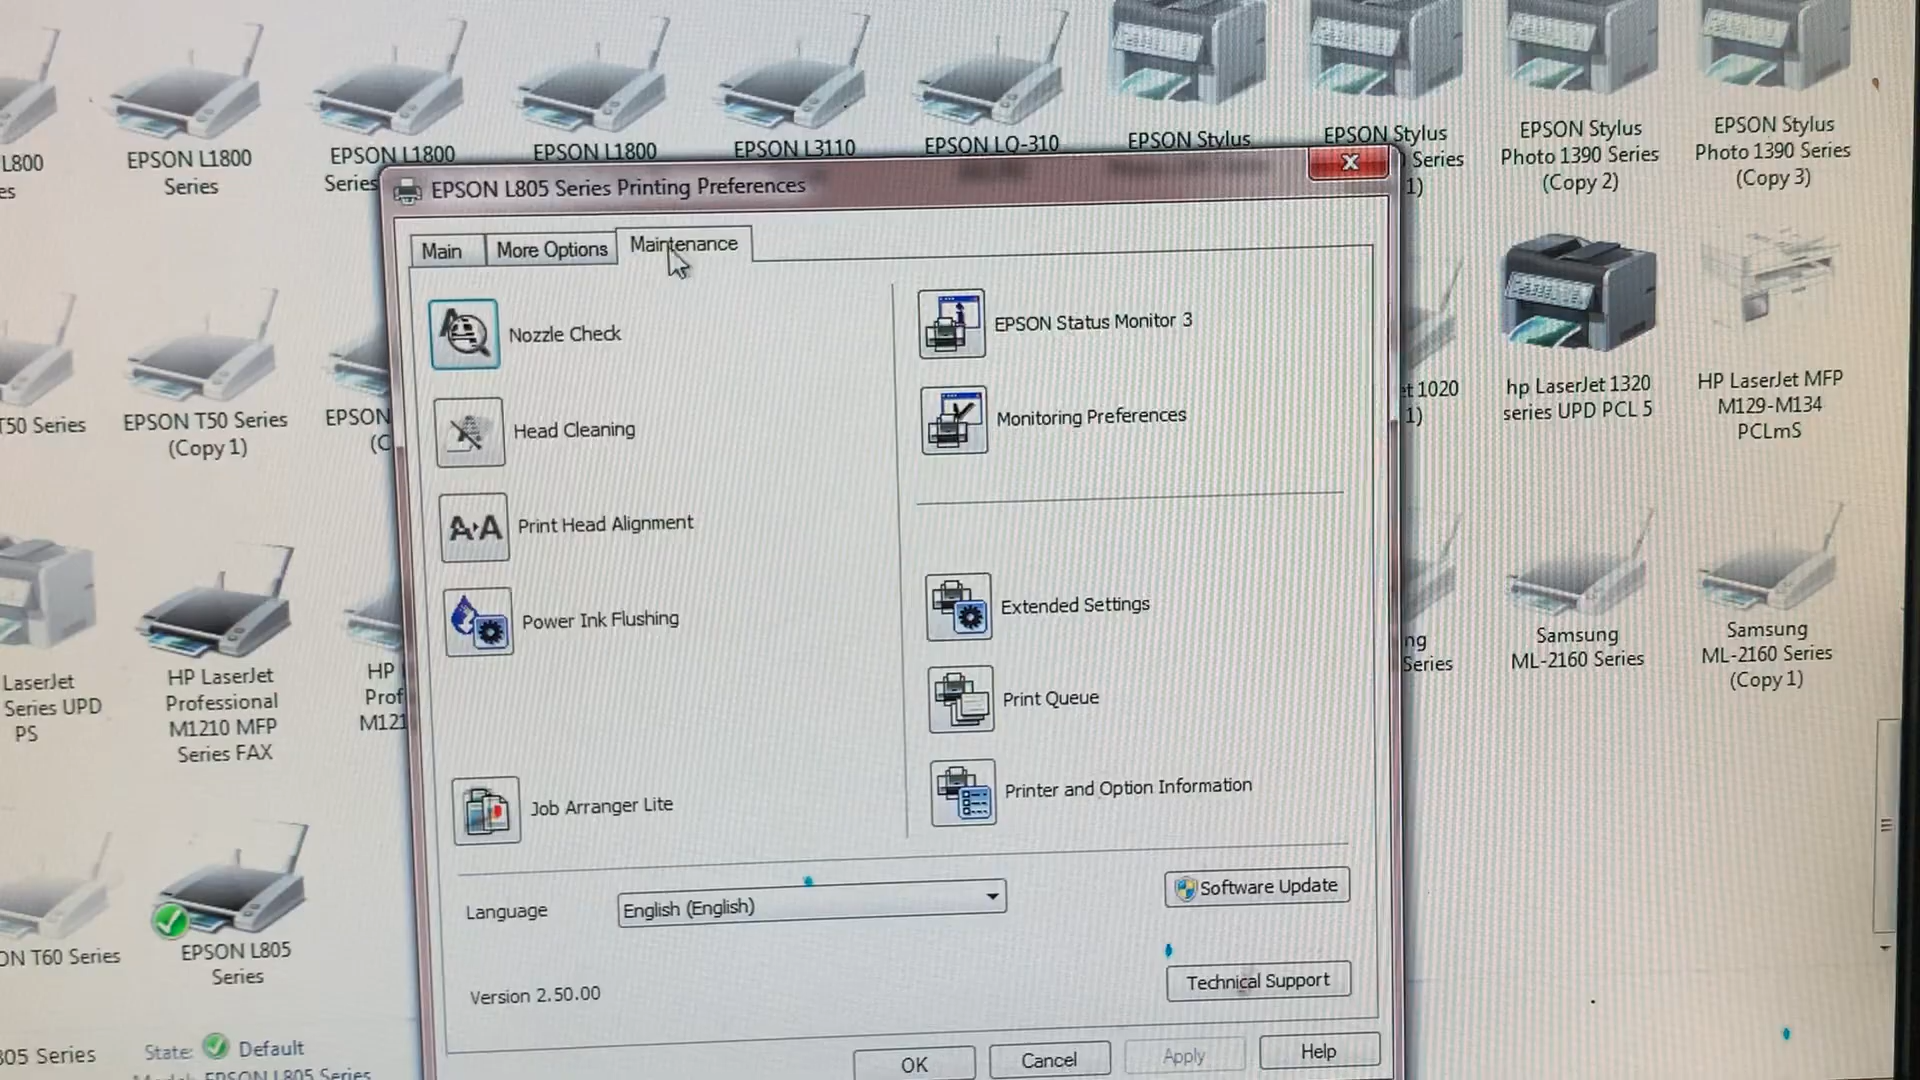 L800
es
EPSON L1800
Series
EPSON L1800
Series
EPSON L1800
EPSON L3110
EPSON LQ-310
EPSON Stylus
EPSON Stylus
Series
1)
EPSON Stylus
Photo 1390 Series
(Copy 2)
EPSON Stylus
Photo 1390 Series
(Copy 3)
EPSON L805 Series Printing Preferences
Main
More Options
Maintenance
Nozzle Check
Head Cleaning
Print Head Alignment
Power Ink Flushing
Job Arranger Lite
EPSON Status Monitor 3
Monitoring Preferences
Extended Settings
Print Queue
Printer and Option Information
Language
English (English)
Software Update
Version 2.50.00
Technical Support
OK
Cancel
Apply
Help
T50 Series
EPSON T50 Series
(Copy 1)
EPSON
(C
et 1020
1)
hp LaserJet 1320
series UPD PCL 5
HP LaserJet MFP
M129-M134
PCLmS
LaserJet
Series UPD
PS
HP LaserJet
Professional
M1210 MFP
Series FAX
HP
Prof
M121
ng
Series
Samsung
ML-2160 Series
Samsung
ML-2160 Series
(Copy 1)
ON T60 Series
EPSON L805
Series
805 Series
State:
Default
Model: EPSON L805 Series